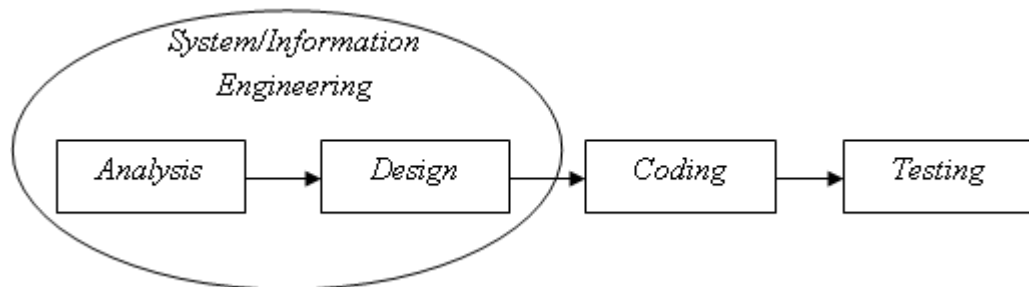 System/Information
Engineering
Analysis
Design
Coding
Testing